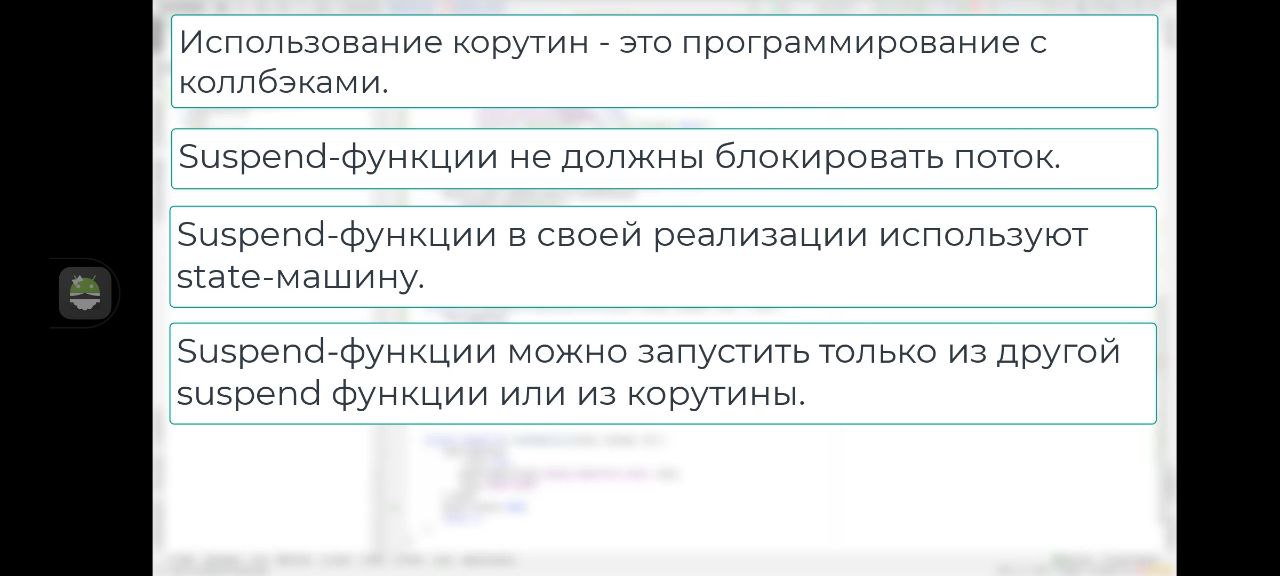 Использование корутин - это программирование с
коллбэками.
Suspend-функции не должны блокировать поток.
Suspend-функции в своей реализации используют
state-машину.
Suspend-функции можно запустить только из другой
suspend функции или из корутины.